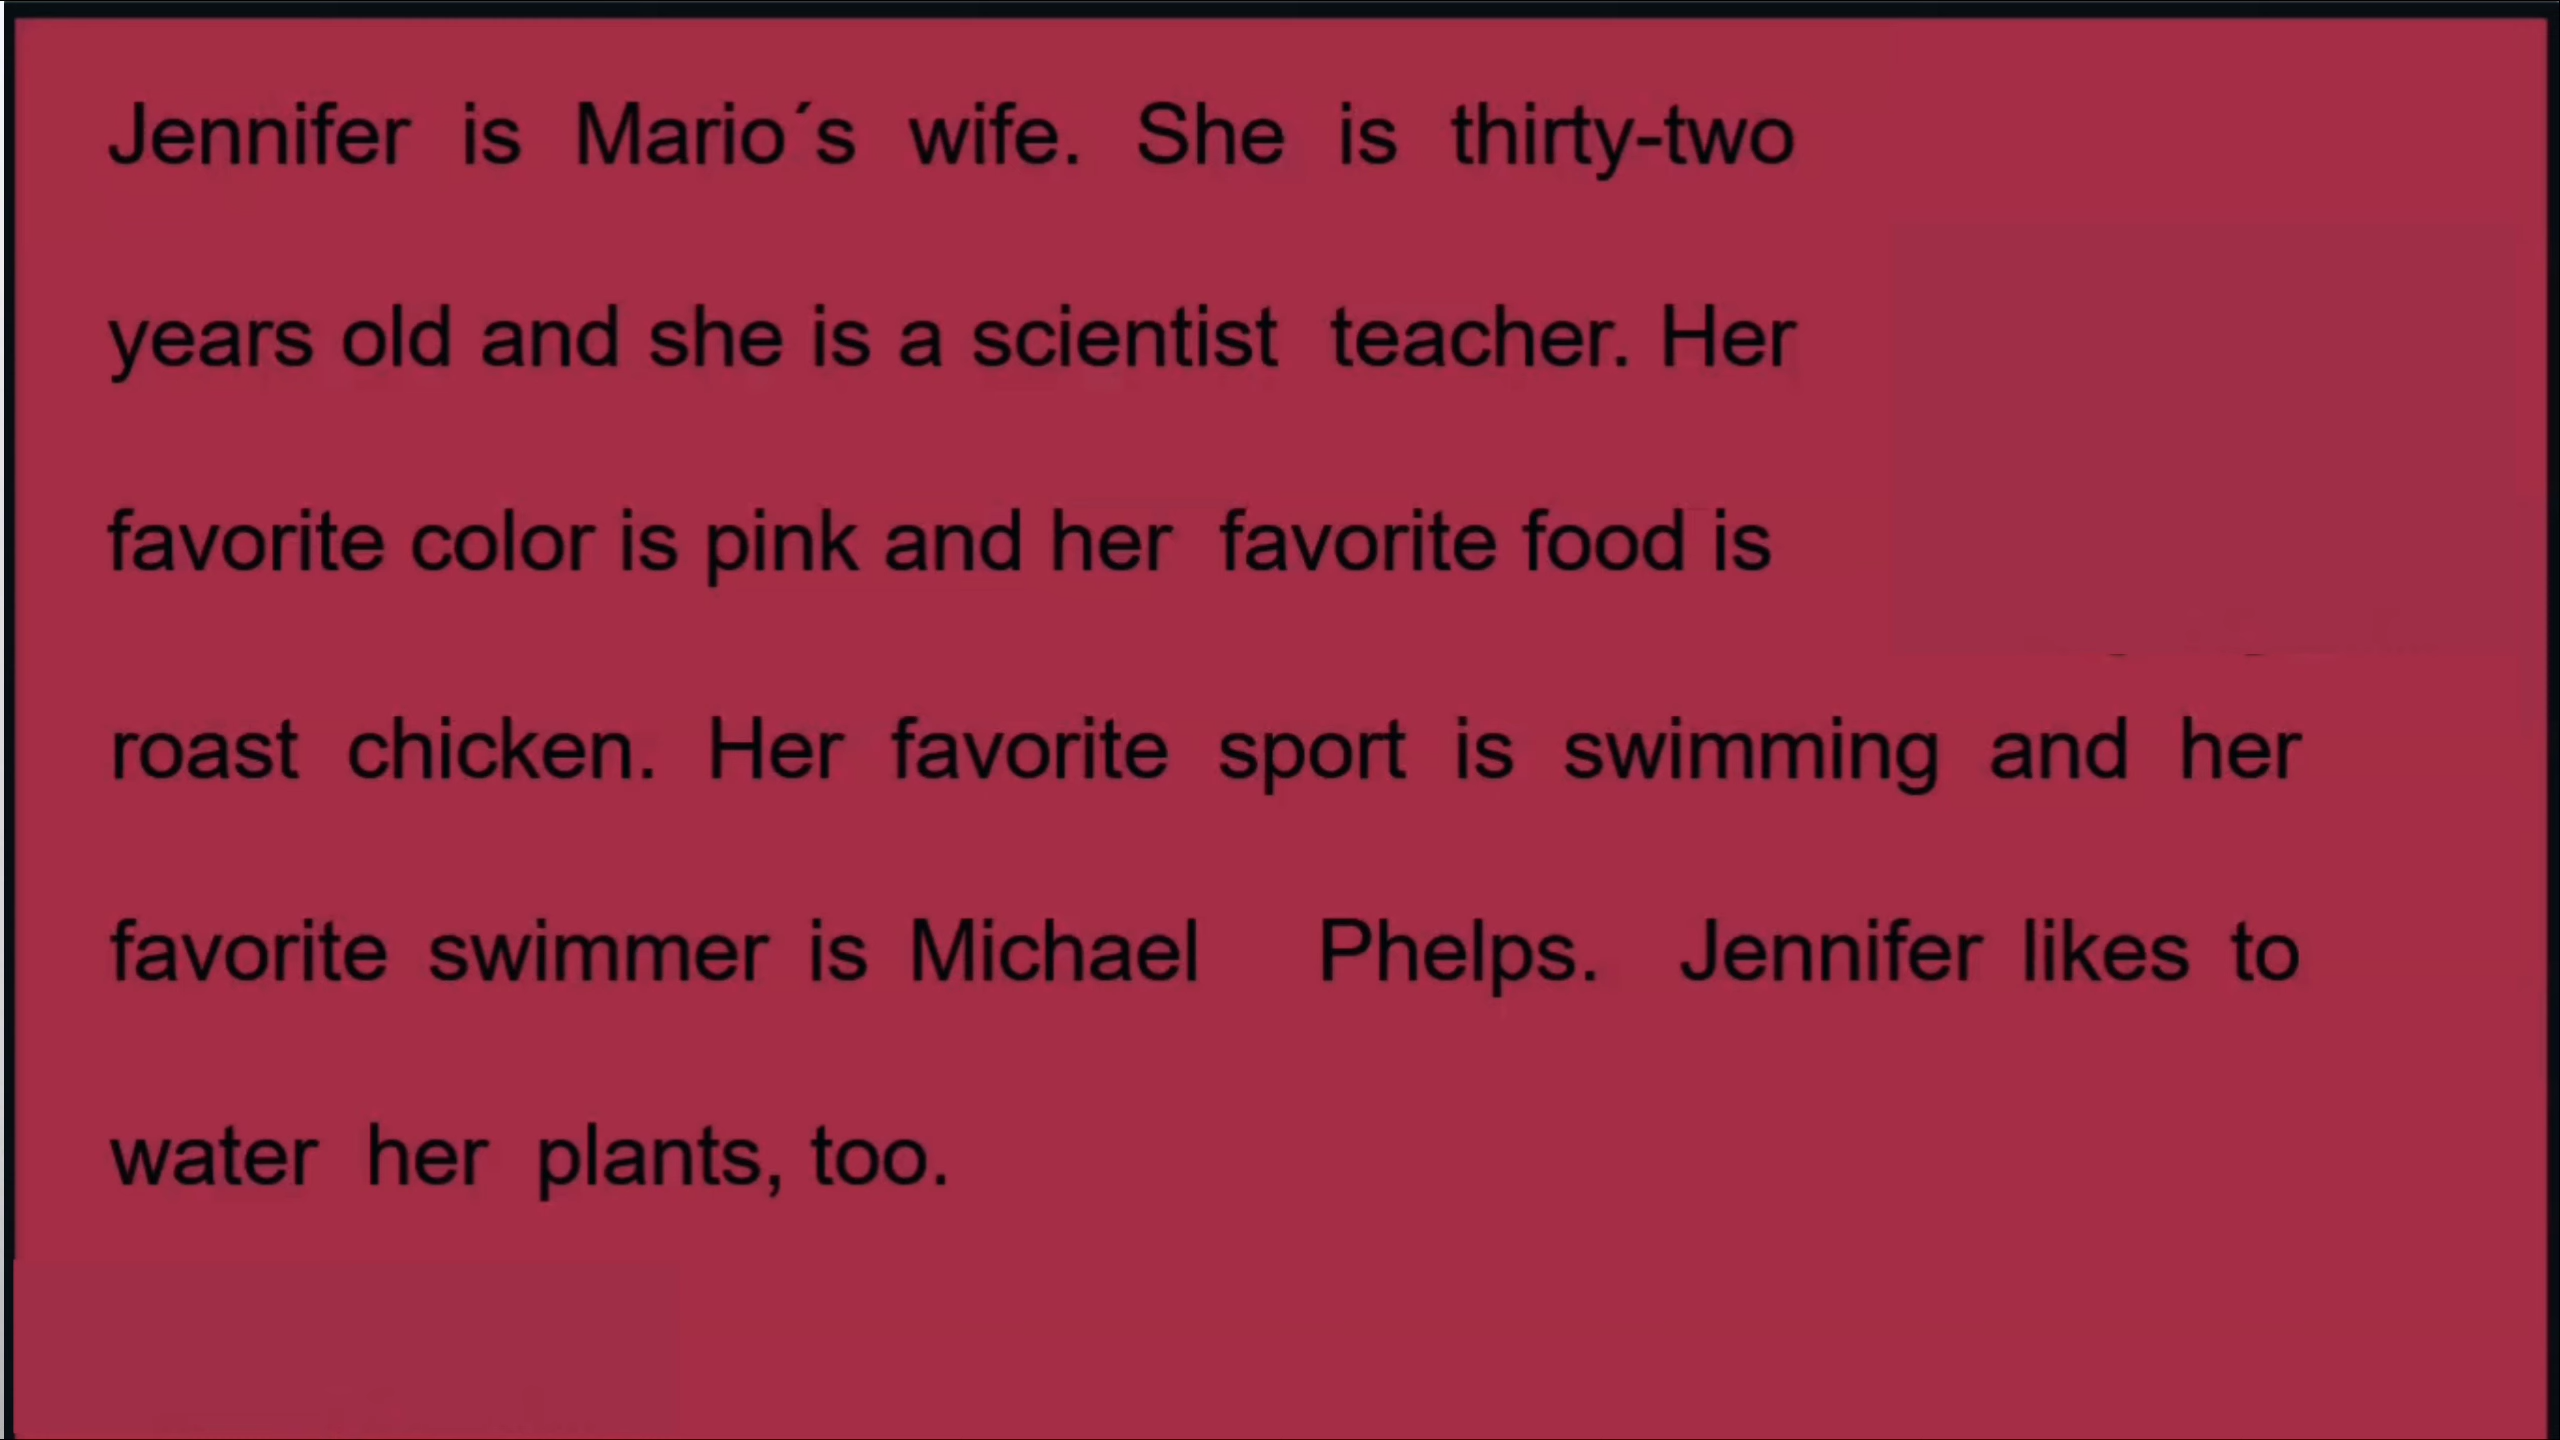 Jennifer is Mario´s wife. She is thirty-two
years old and she is a scientist teacher. Her
favorite color is pink and her favorite food is
roast chicken. Her favorite sport is swimming and her
favorite swimmer is Michael Phelps. Jennifer likes to
water her plants, too.